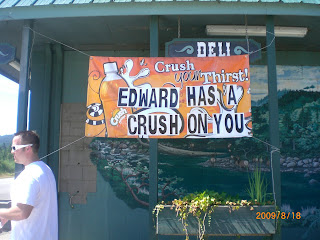 DELI
Crush
your Thirst!
EDWARD HAS A
CRUSH ON YOU
2009/8/18